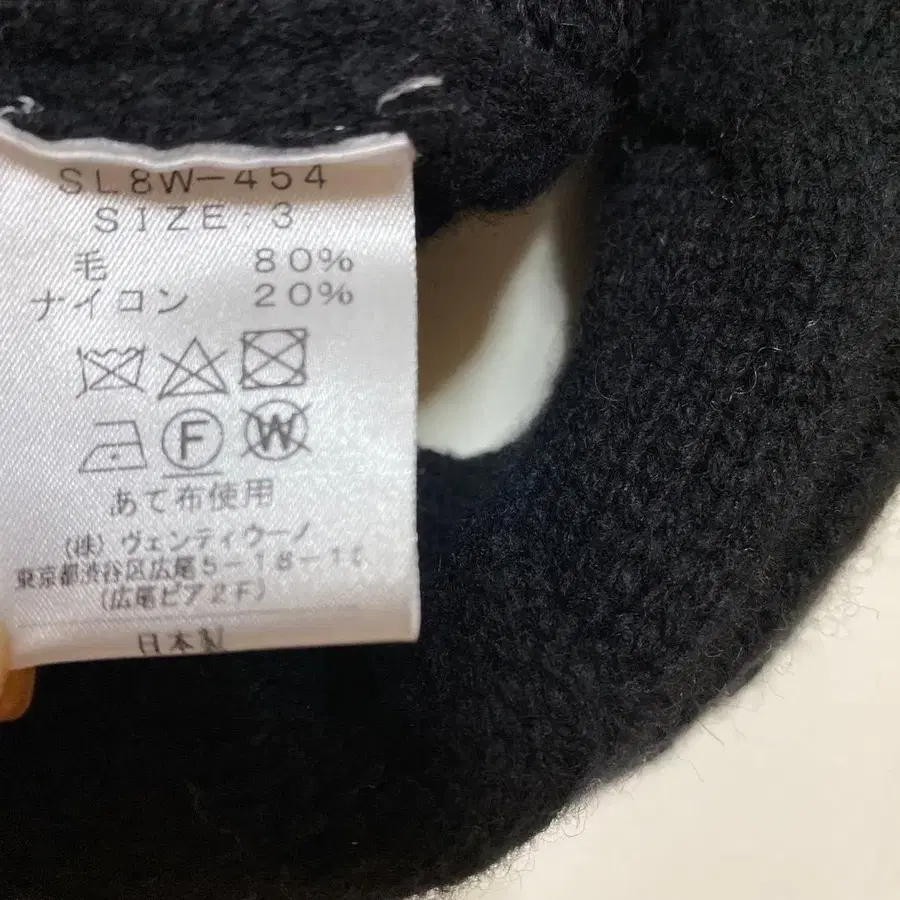 SL8W-454
SIZE:3
毛 80%
ナイロン 20%
F
W
あて布使用
(株)ヴェンティウーノ
東京都渋谷区広尾5-18-1
(広尾ピア2F)
日本製